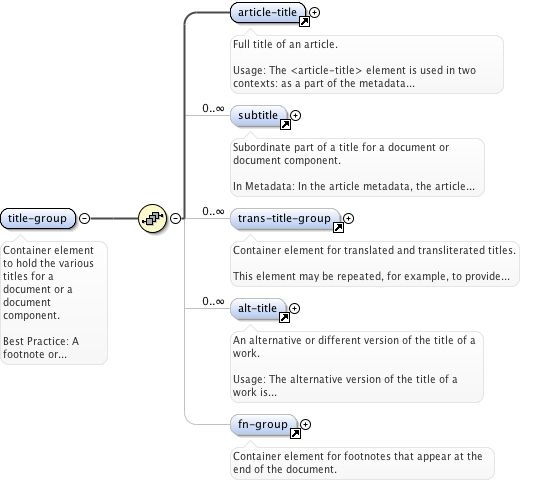 article-title
Full title of an article.
Usage: The <article-title> element is used in two
contexts: as a part of the metadata...
0..∞
subtitle
Subordinate part of a title for a document or
document component.
In Metadata: In the article metadata, the article...
0..∞
trans-title-group
title-group
Container element
to hold the various
titles for a
document or a
document
component.
Best Practice: A
footnote or...
Container element for translated and transliterated titles.
This element may be repeated, for example, to provide...
0..∞
alt-title
An alternative or different version of the title of a
work.
Usage: The alternative version of the title of a
work is...
fn-group
Container element for footnotes that appear at the
end of the document.